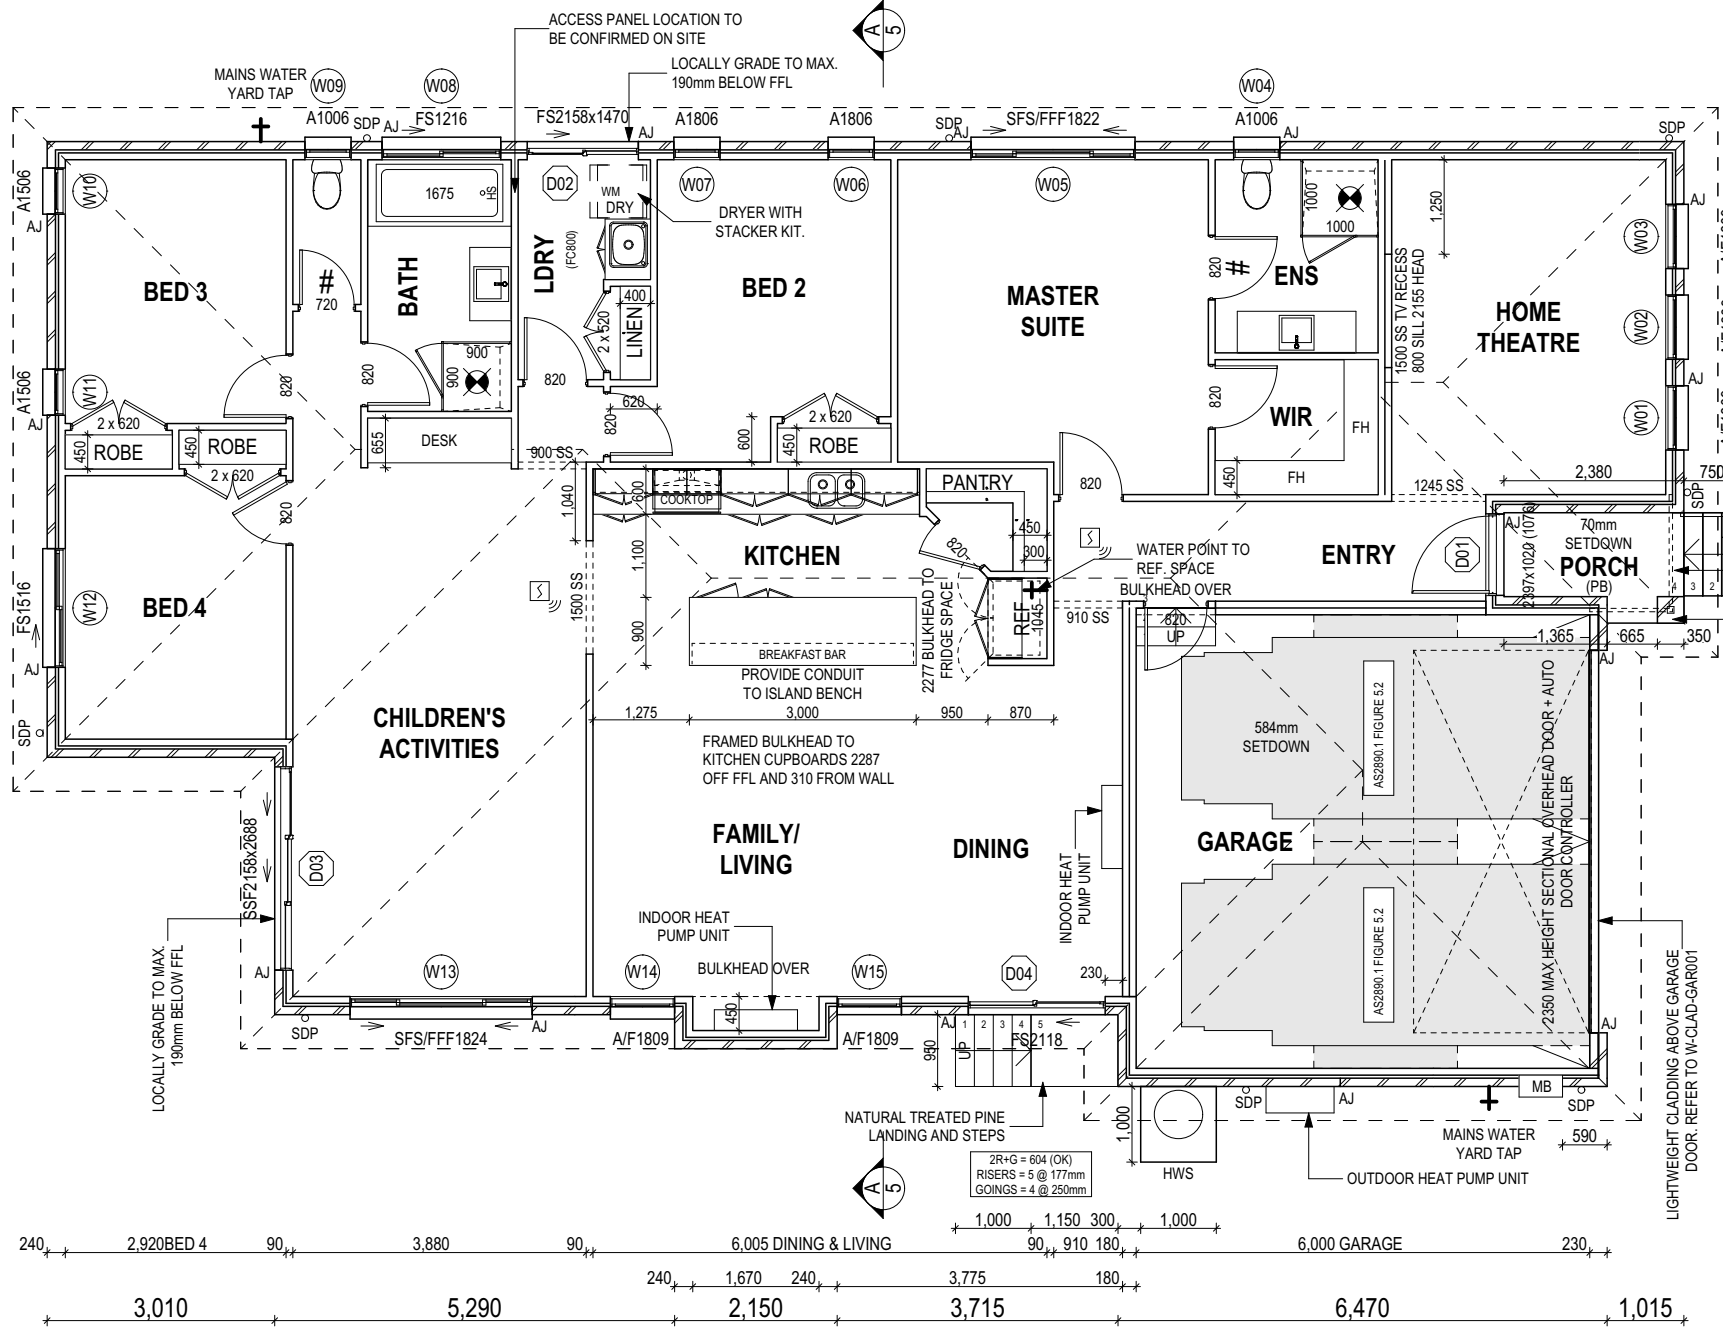 ACCESS PANEL LOCATION TO
BE CONFIRMED ON SITE
A
5
MAINS WATER
YARD TAP
LOCALLY GRADE TO MAX.
190mm BELOW FFL
W09
W08
W04
A1006
SDP
AJ
FS1216
FS2158x1470
AJ
A1806
A1806
SDP
AJ
SFS/FFF1822
A1006
AJ
SDP
A1506
AJ
W10
1675
HS
D02
WM
DRY
W07
W06
W05
1000
1000
1,250
AJ
W03
DRYER WITH
STACKER KIT.
BED 3
#
720
BATH
LDRY
(FC800)
BED 2
MASTER
SUITE
820
#
ENS
1500 SS TV RECESS
800 SILL 2155 HEAD
HOME
THEATRE
W02
400
2 x 520
LINEN
A1506
AJ
W11
820
820
900
900
820
620
820
820
AJ
W01
2 x 620
450
ROBE
450
ROBE
2 x 620
655
DESK
900 SS
600
2 x 620
450
ROBE
WIR
FH
450
FH
820
2,380
750
1245 SS
SDP
820
1,040
600
COOKTOP
PANTRY
450
300
820
AJ
70mm
SETDOWN
PORCH
(PB)
2397x1020 (1076)
D01
4
3
2
KITCHEN
1,100
WATER POINT TO
REF. SPACE
BULKHEAD OVER
ENTRY
FS1516
AJ
W12
BED 4
1500 SS
900
REF
1045
910 SS
820
UP
1,365
665
350
AJ
BREAKFAST BAR
PROVIDE CONDUIT
TO ISLAND BENCH
2277 BULKHEAD TO
FRIDGE SPACE
1,275
3,000
950
870
SDP
CHILDREN'S
ACTIVITIES
FRAMED BULKHEAD TO
KITCHEN CUPBOARDS 2287
OFF FFL AND 310 FROM WALL
584mm
SETDOWN
AS2890.1 FIGURE 5.2
2350 MAX HEIGHT SECTIONAL OVERHEAD DOOR + AUTO
DOOR CONTROLLER
FAMILY/
LIVING
DINING
GARAGE
SSF2158x2688
D03
INDOOR HEAT
PUMP UNIT
AS2890.1 FIGURE 5.2
INDOOR HEAT
PUMP UNIT
BULKHEAD OVER
LOCALLY GRADE TO MAX.
190mm BELOW FFL
AJ
W13
W14
W15
D04
230
450
SDP
SFS/FFF1824
AJ
A/F1809
A/F1809
AJ
950
UP
1
2
3
4
5
FS2118
AJ
LIGHTWEIGHT CLADDING ABOVE GARAGE
DOOR. REFER TO W-CLAD-GAR001
MB
SDP
AJ
SDP
NATURAL TREATED PINE
LANDING AND STEPS
1,000
HWS
MAINS WATER
YARD TAP
590
OUTDOOR HEAT PUMP UNIT
2R+G = 604 (OK)
RISERS = 5 @ 177mm
GOINGS = 4 @ 250mm
A
5
1,000
1,150
300
1,000
240
2,920 BED 4
90
3,880
90
6,005 DINING & LIVING
90
910
180
6,000 GARAGE
230
240
1,670
240
3,775
180
3,010
5,290
2,150
3,715
6,470
1,015